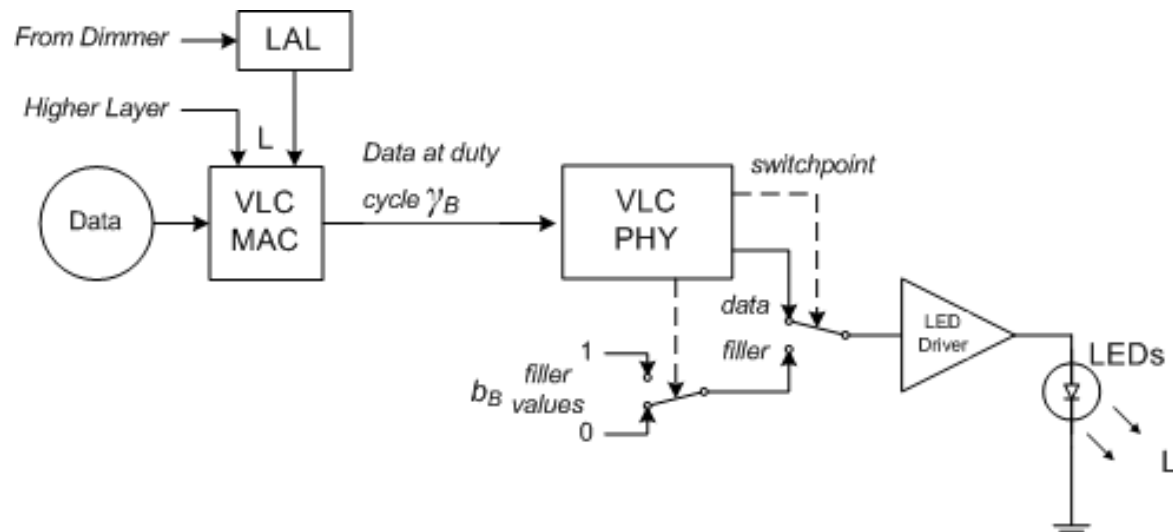 From Dimmer
LAL
Higher Layer
L
Data
VLC
MAC
Data at duty
cycle γB
VLC
PHY
switchpoint
data
filler
1
bB
filler
values
0
LED
Driver
LEDs
L